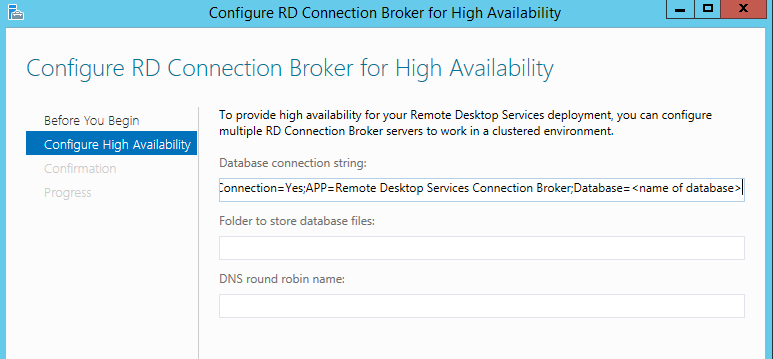 Configure RD Connection Broker for High Availability
Configure RD Connection Broker for High Availability
Before You Begin
Configure High Availability
Confirmation
Progress
To provide high availability for your Remote Desktop Services deployment, you can configure
multiple RD Connection Broker servers to work in a clustered environment.
Database connection string:
Connection=Yes;APP=Remote Desktop Services Connection Broker;Database=<name of database>
Folder to store database files:
DNS round robin name: